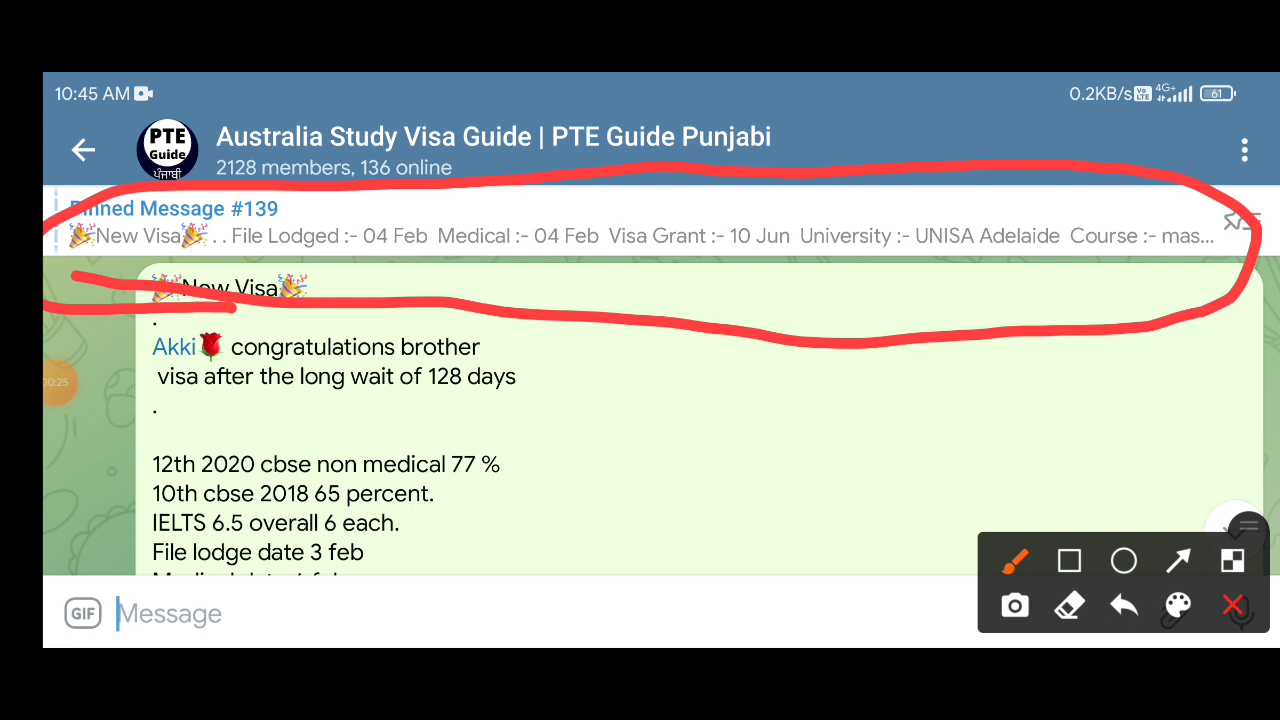 10:45 AM
0.2KB/s Vo LTE 4G+ 61
PTE
Guide
ਪੰਜਾਬੀ
Australia Study Visa Guide | PTE Guide Punjabi
2128 members, 136 online
Pinned Message #139
🎉New Visa🎉 . . File Lodged :- 04 Feb Medical :- 04 Feb Visa Grant :- 10 Jun University :- UNISA Adelaide Course :- mas...
🎉New Visa🎉
.
Akki🌹 congratulations brother
visa after the long wait of 128 days
.
12th 2020 cbse non medical 77 %
10th cbse 2018 65 percent.
IELTS 6.5 overall 6 each.
File lodge date 3 feb
00:25
GIF
Message